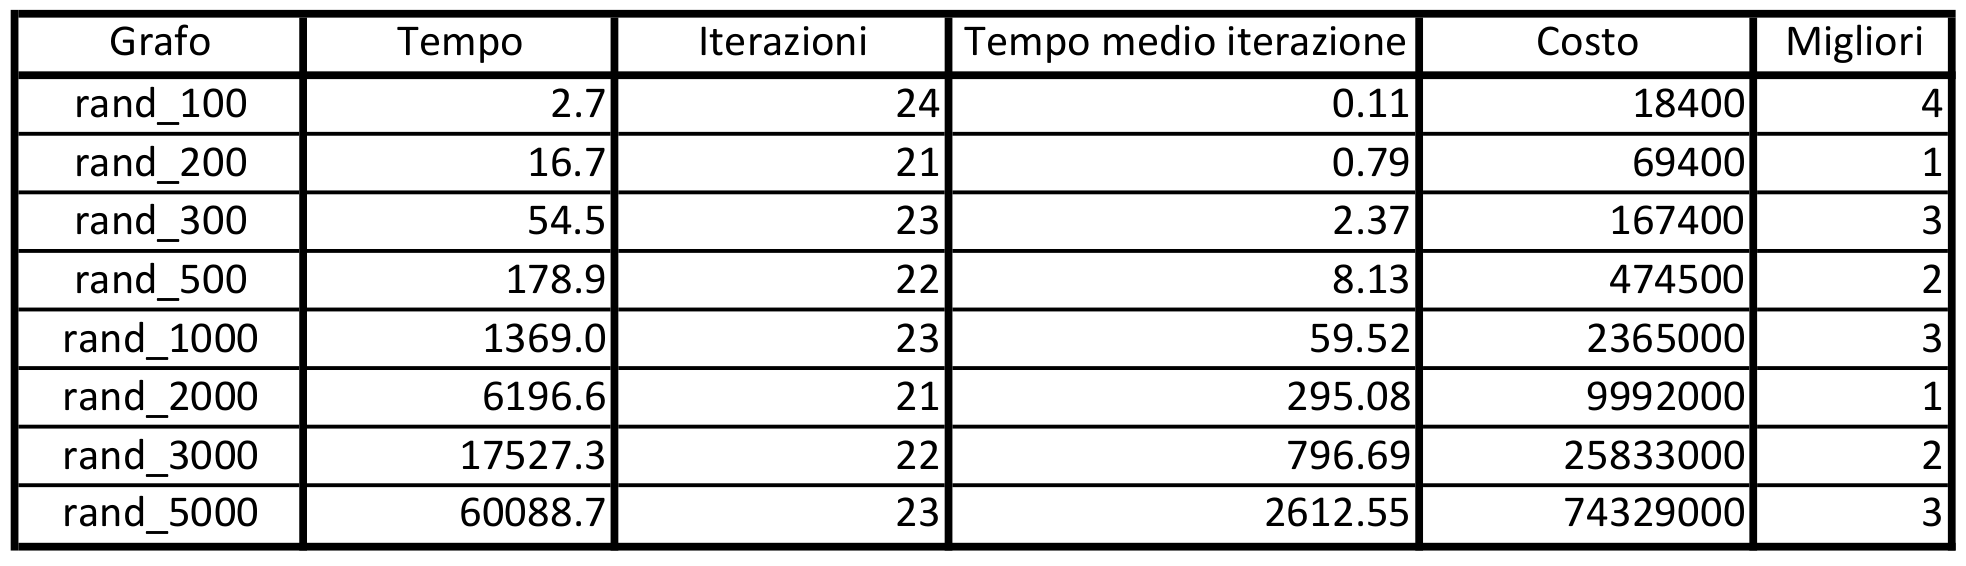 Grafo Tempo Iterazioni Tempo medio iterazione Costo Migliori
rand_100 2.7 24 0.11 18400 4
rand_200 16.7 21 0.79 69400 1
rand_300 54.5 23 2.37 167400 3
rand_500 178.9 22 8.13 474500 2
rand_1000 1369.0 23 59.52 2365000 3
rand_2000 6196.6 21 295.08 9992000 1
rand_3000 17527.3 22 796.69 25833000 2
rand_5000 60088.7 23 2612.55 74329000 3